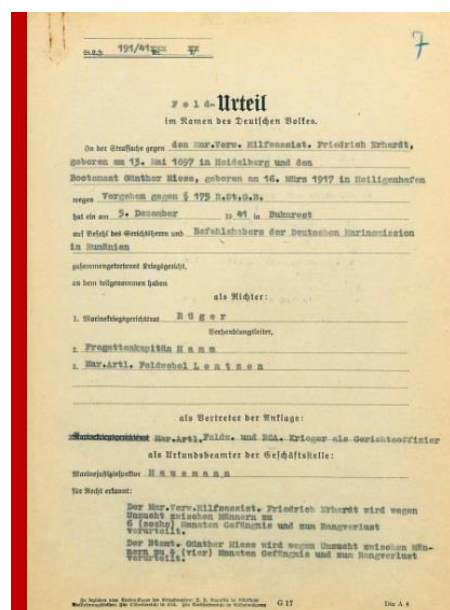 191/41
7
Feld-Urteil
im Namen des Deutschen Volkes.
In der Strafsache gegen den Mar.Verw. Hilfsassist. Friedrich Erhardt,
geboren am 13. Mai 1897 in Heidelberg und den
Bootsmant Günther Riess, geboren am 16. März 1917 in Heiligenhafen
wegen Vergehen gegen § 175 R.St.G.B.
hat ein am 5. Dezember 1941 in Bukarest
auf Befehl des Gerichtsherrn und Befehlshabers der Deutschen Marinemission
in Rumänien
zusammengetretenes Kriegsgericht,
an dem teilgenommen haben
als Richter:
1. Marinekriegsgerichtsrat Rüger
Verhandlungsleiter,
2. Fregattenkapitän Hamm
3. Mar.Artl. Feldwebel Lentzen
als Vertreter der Anklage:
Mar.Artl. Feldw. und ROA. Krieger als Gerichtsoffizier
als Urkundsbeamter der Geschäftsstelle:
Marinejustizinspektor Hausmann
für Recht erkannt:
Der Mar.Verw.Hilfsassist. Friedrich Erhardt wird wegen
Unzucht zwischen Männern zu
6 (sechs) Monaten Gefängnis und zum Rangverlust
verurteilt.
Der Btsmt. Günther Riess wird wegen Unzucht zwischen Män-
nern zu (vier) Monaten Gefängnis und zum Rangverlust
verurteilt.
G 17
Din A 4